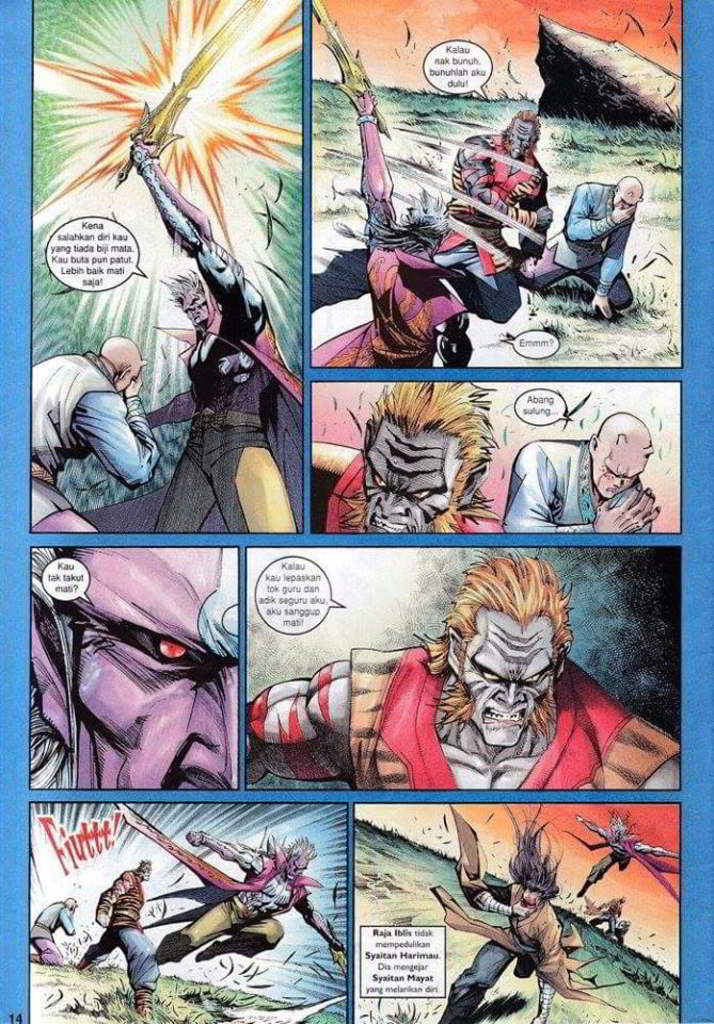 Kena
salahkan diri kau
yang tiada biji mata.
Kau buta pun patut.
Lebih baik mati
saja!
Kalau
nak bunuh,
bunuhlah aku
dulu!
Emmm?
Abang
sulung...
Kau
tak takut
mati?
Kalau
kau lepaskan
tok guru dan
adik seguru aku,
aku sanggup
mati!
Fiuttt!
Raja Iblis tidak
mempedulikan
Syaitan Harimau.
Dia mengejar
Syaitan Mayat
yang melarikan diri.
14